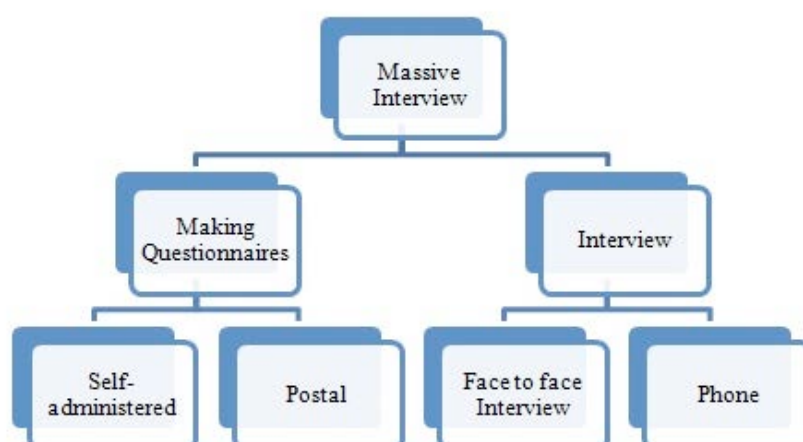 Massive
Interview
Making
Questionnaires
Interview
Self-
administered
Postal
Face to face
Interview
Phone